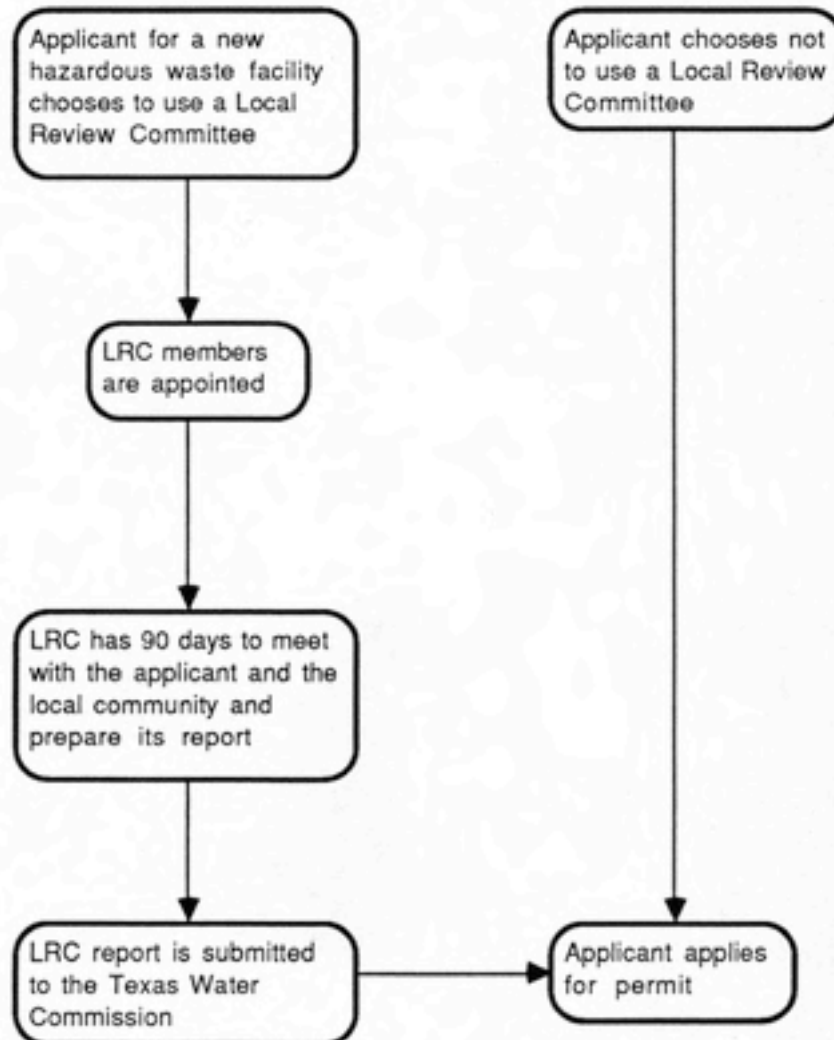 Applicant for a new
hazardous waste facility
chooses to use a Local
Review Committee
Applicant chooses not
to use a Local Review
Committee
LRC members
are appointed
LRC has 90 days to meet
with the applicant and the
local community and
prepare its report
LRC report is submitted
to the Texas Water
Commission
Applicant applies
for permit